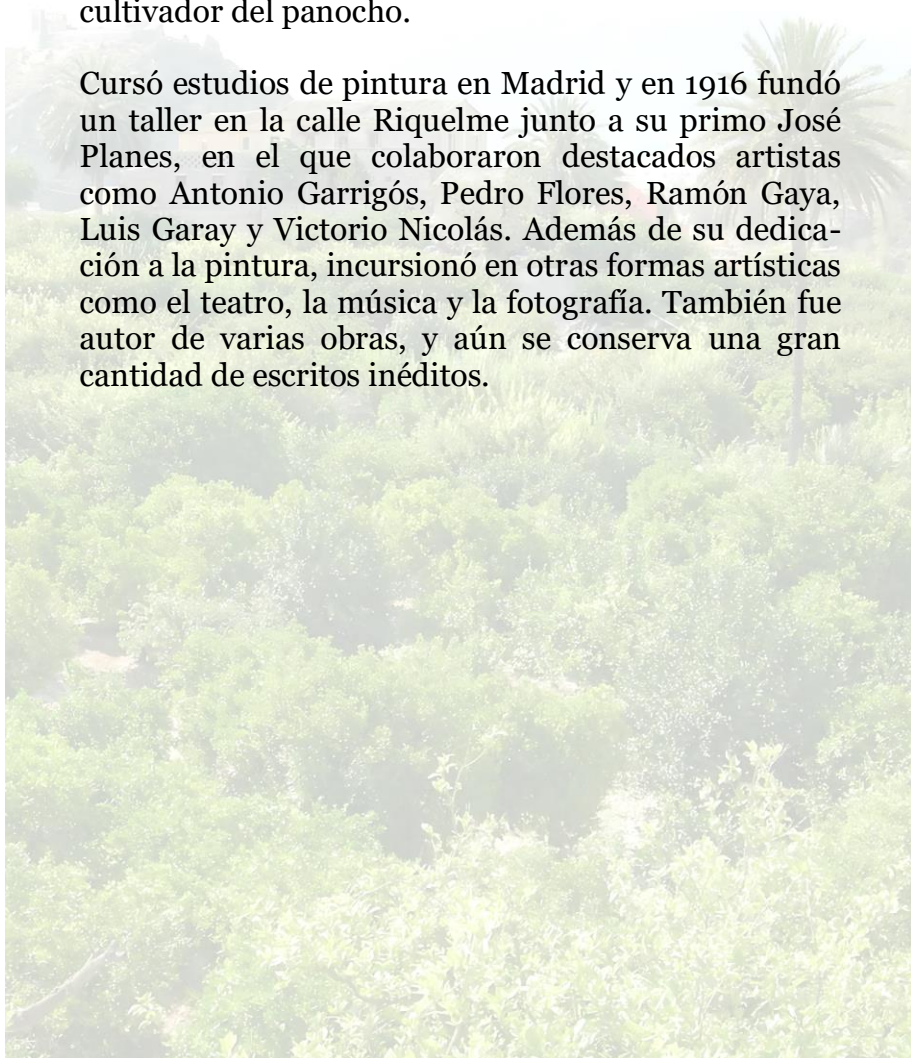 cultivador del panocho.
Cursó estudios de pintura en Madrid y en 1916 fundó
un taller en la calle Riquelme junto a su primo José
Planes, en el que colaboraron destacados artistas
como Antonio Garrigós, Pedro Flores, Ramón Gaya,
Luis Garay y Victorio Nicolás. Además de su dedica-
ción a la pintura, incursionó en otras formas artísticas
como el teatro, la música y la fotografía. También fue
autor de varias obras, y aún se conserva una gran
cantidad de escritos inéditos.